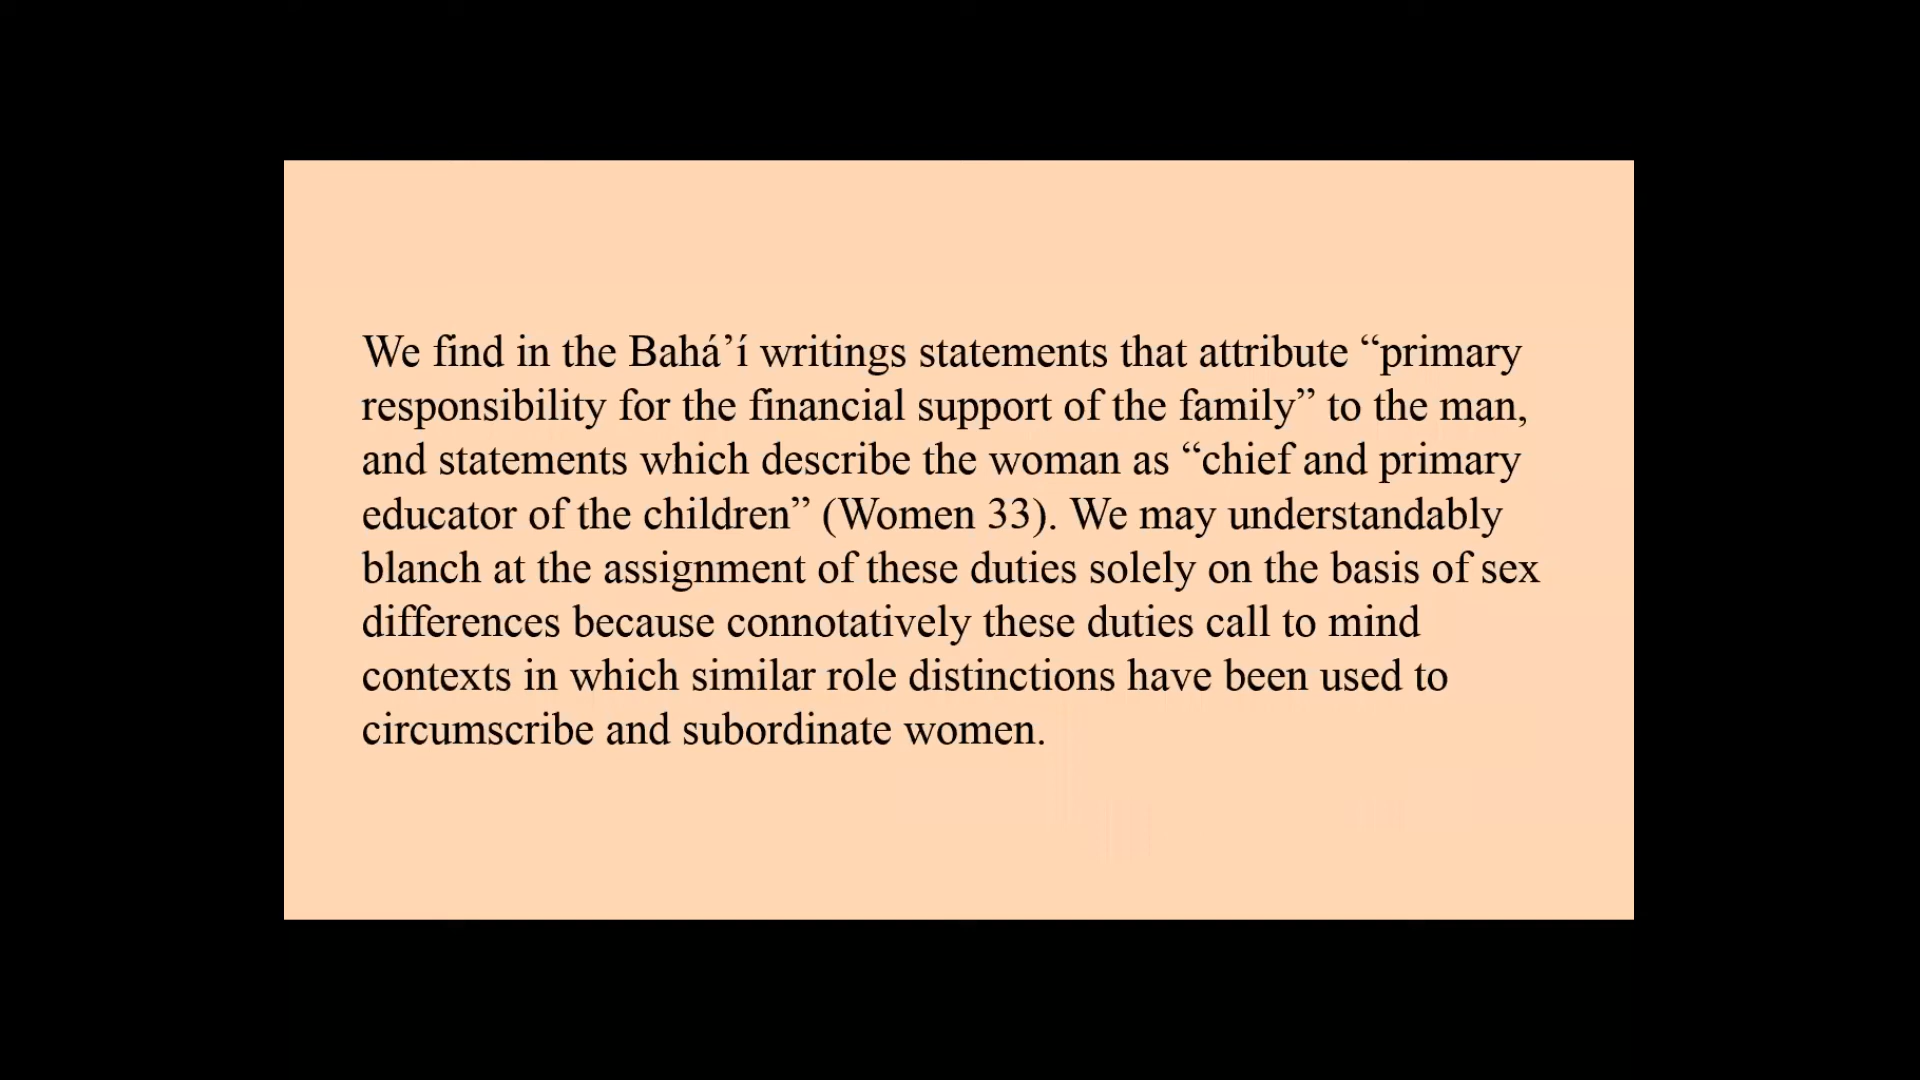 We find in the Bahá’í writings statements that attribute “primary
responsibility for the financial support of the family” to the man,
and statements which describe the woman as “chief and primary
educator of the children” (Women 33). We may understandably
blanch at the assignment of these duties solely on the basis of sex
differences because connotatively these duties call to mind
contexts in which similar role distinctions have been used to
circumscribe and subordinate women.